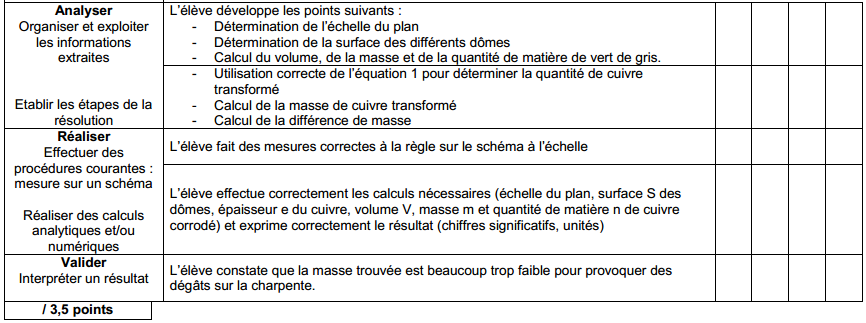 Analyser
Organiser et exploiter
les informations
extraites
L'élève développe les points suivants :
- Détermination de l'échelle du plan
- Détermination de la surface des différents dômes
- Calcul du volume, de la masse et de la quantité de matière de vert de gris.
Etablir les étapes de la
résolution
- Utilisation correcte de l'équation 1 pour déterminer la quantité de cuivre
transformé
- Calcul de la masse de cuivre transformé
- Calcul de la différence de masse
Réaliser
Effectuer des
procédures courantes :
mesure sur un schéma
L'élève fait des mesures correctes à la règle sur le schéma à l'échelle
Réaliser des calculs
analytiques et/ou
numériques
L'élève effectue correctement les calculs nécessaires (échelle du plan, surface S des
dômes, épaisseur e du cuivre, volume V, masse m et quantité de matière n de cuivre
corrodé) et exprime correctement le résultat (chiffres significatifs, unités)
Valider
Interpréter un résultat
L'élève constate que la masse trouvée est beaucoup trop faible pour provoquer des
dégâts sur la charpente.
/ 3,5 points